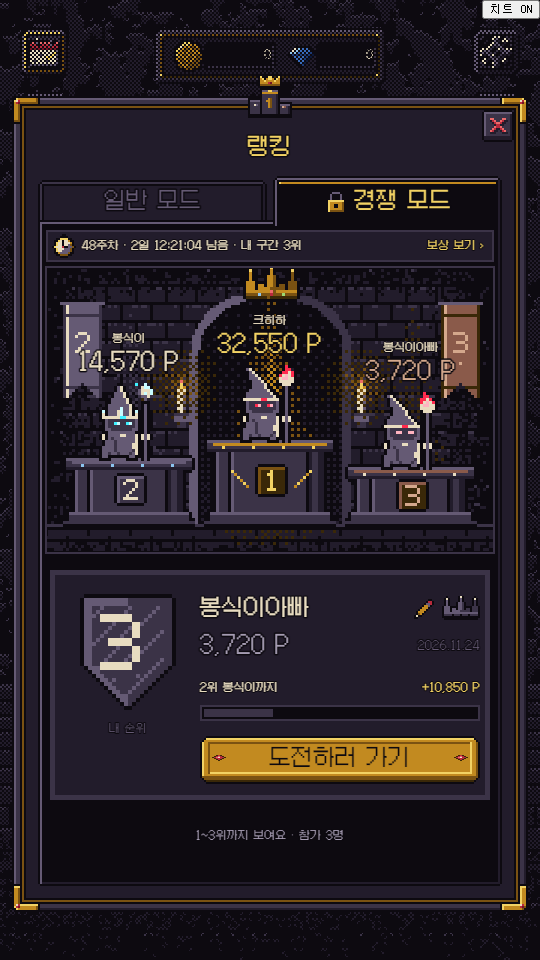 치트 ON
0
0
1
랭킹
일반 모드
경쟁 모드
48주차 · 2일 12:21:04 남음 · 내 구간 3위
보상 보기 ›
크히하
32,550 P
봉식이
14,570 P
봉식이아빠
3,720 P
2
3
2
1
3
3
내 순위
봉식이아빠
3,720 P
2026.11.24
2위 봉식이까지
+10,850 P
도전하러 가기
1~3위까지 보여요 · 참가 3명